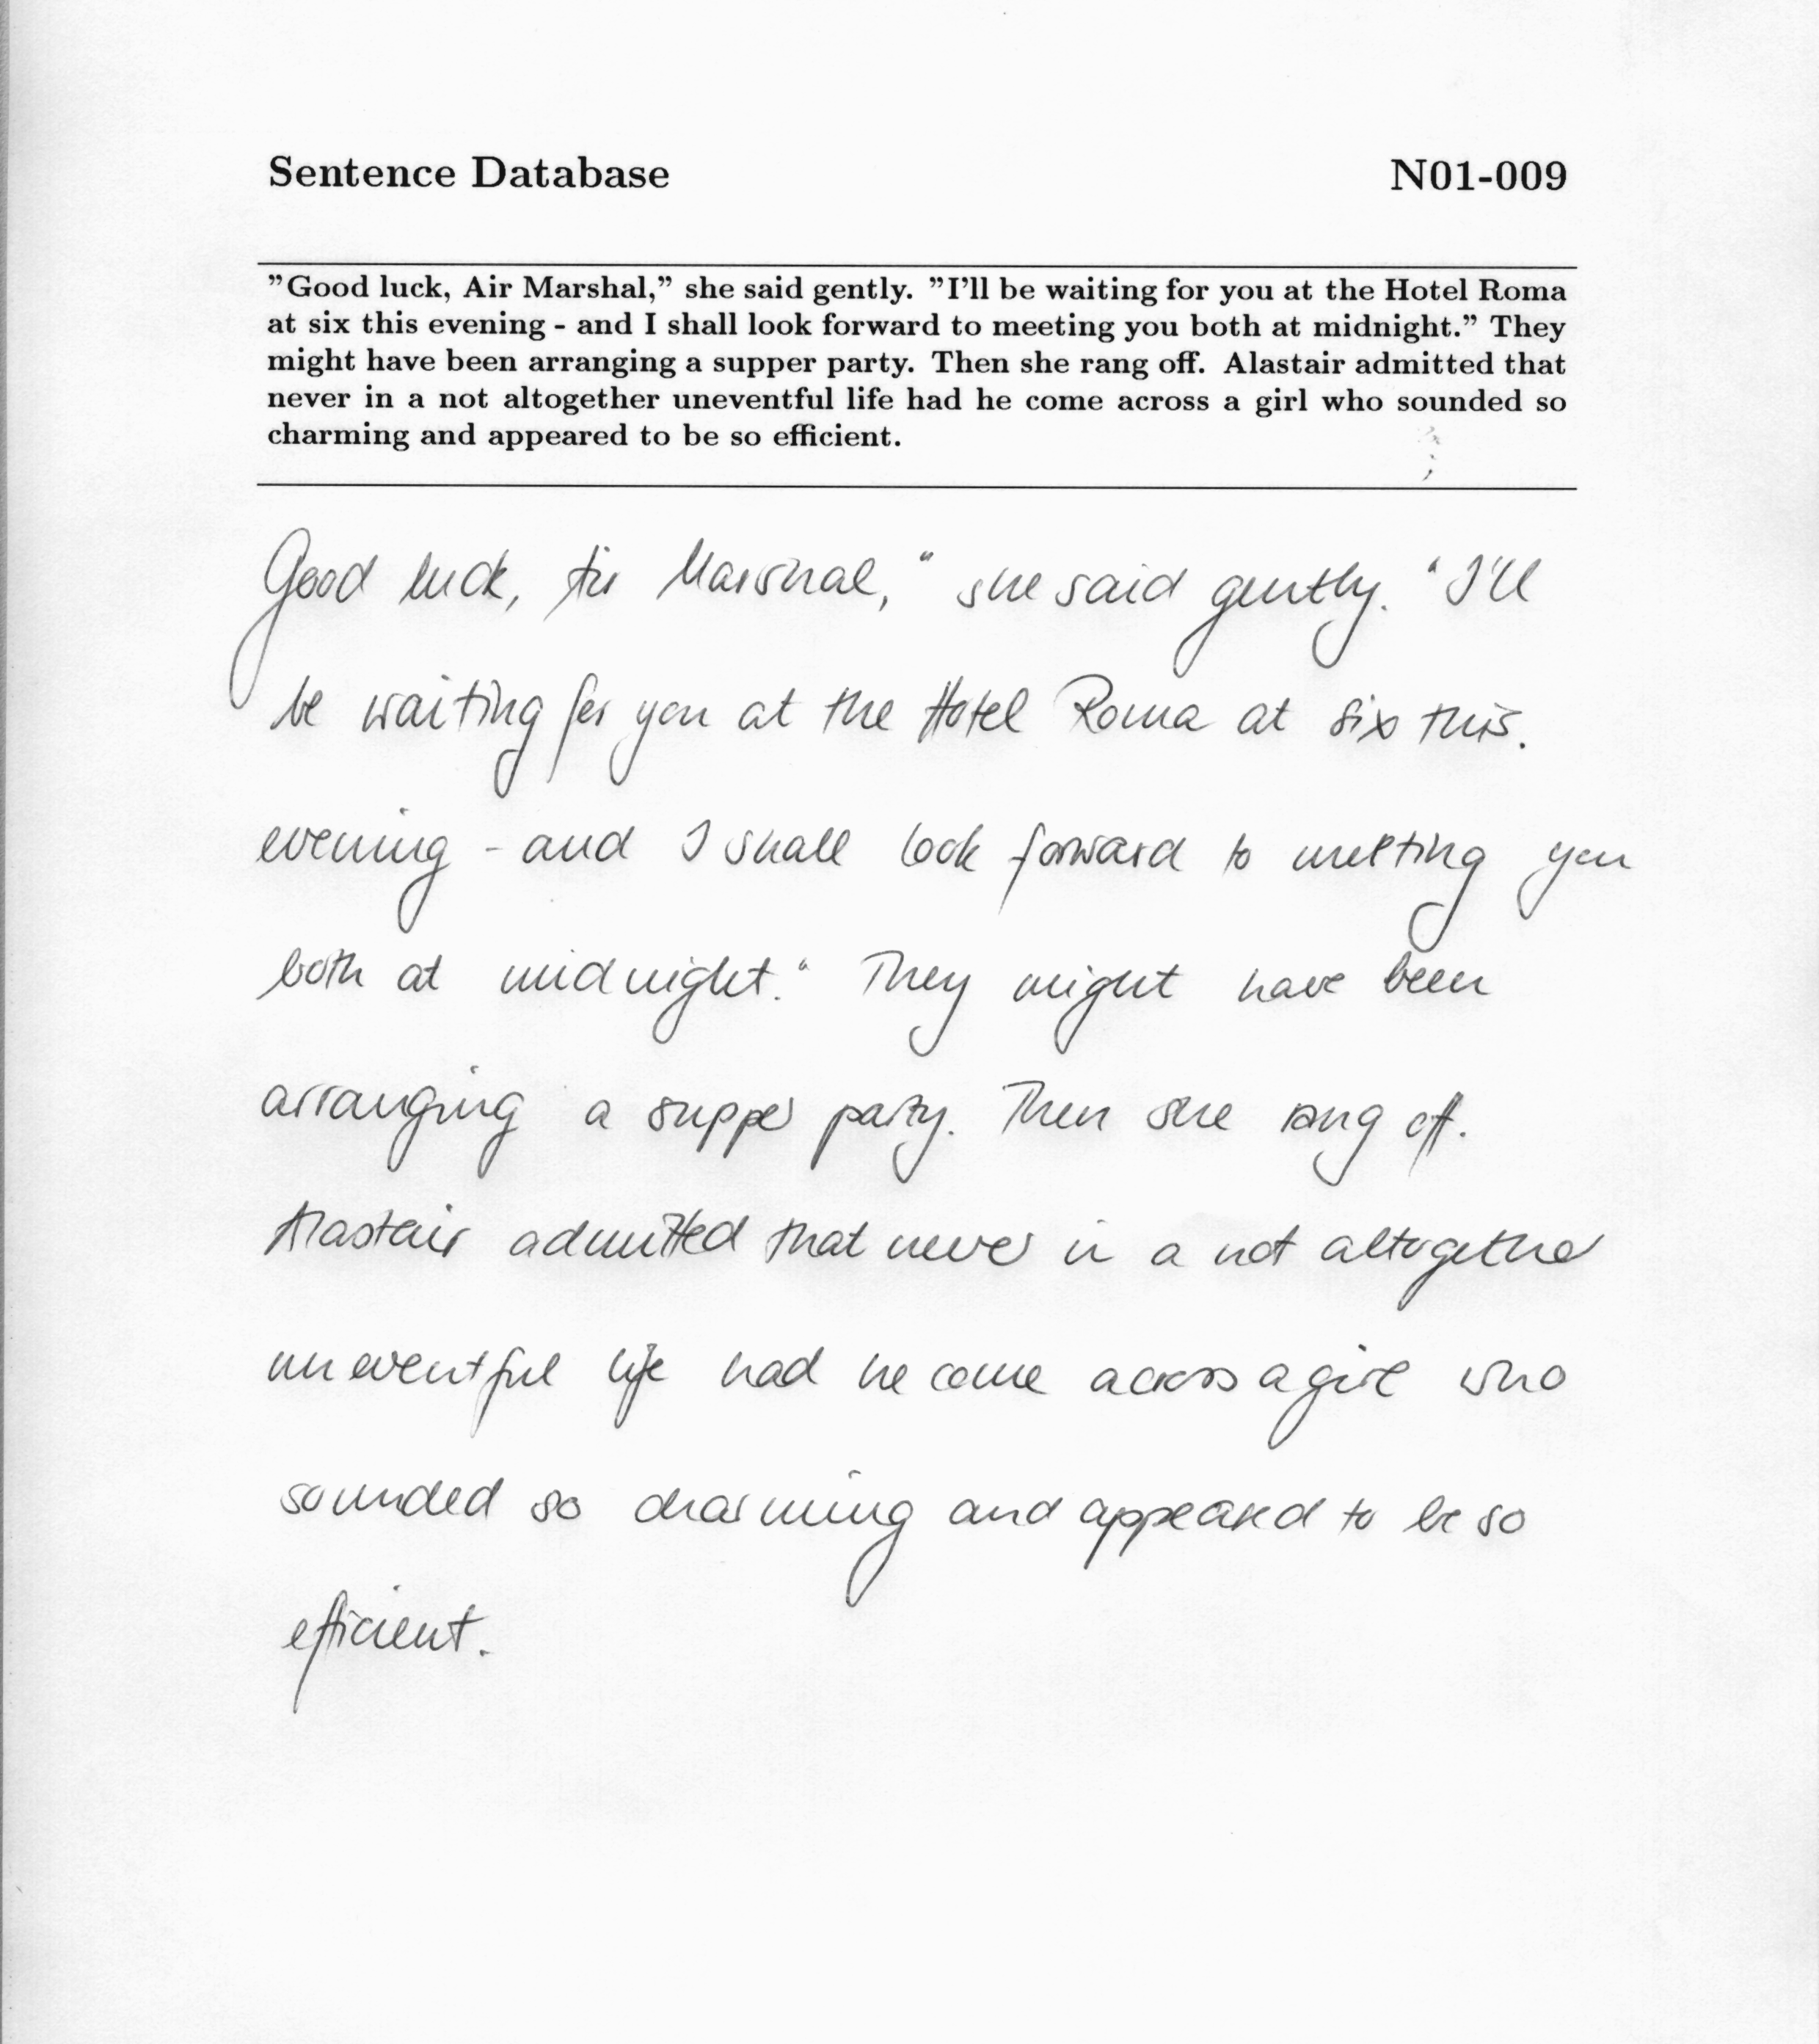 Sentence Database N01-009
"Good luck, Air Marshal," she said gently. "I'll be waiting for you at the Hotel Roma
at six this evening - and I shall look forward to meeting you both at midnight." They
might have been arranging a supper party. Then she rang off. Alastair admitted that
never in a not altogether uneventful life had he come across a girl who sounded so
charming and appeared to be so efficient.
Good luck, Air Marshal," she said gently. "I'll
be waiting for you at the Hotel Roma at six this.
evening - and I shall look forward to meeting you
both at midnight." They might have been
arranging a supper party. Then she rang off.
Alastair admitted that never in a not altogether
uneventful life had he come across a girl who
sounded so charming and appeared to be so
efficient.